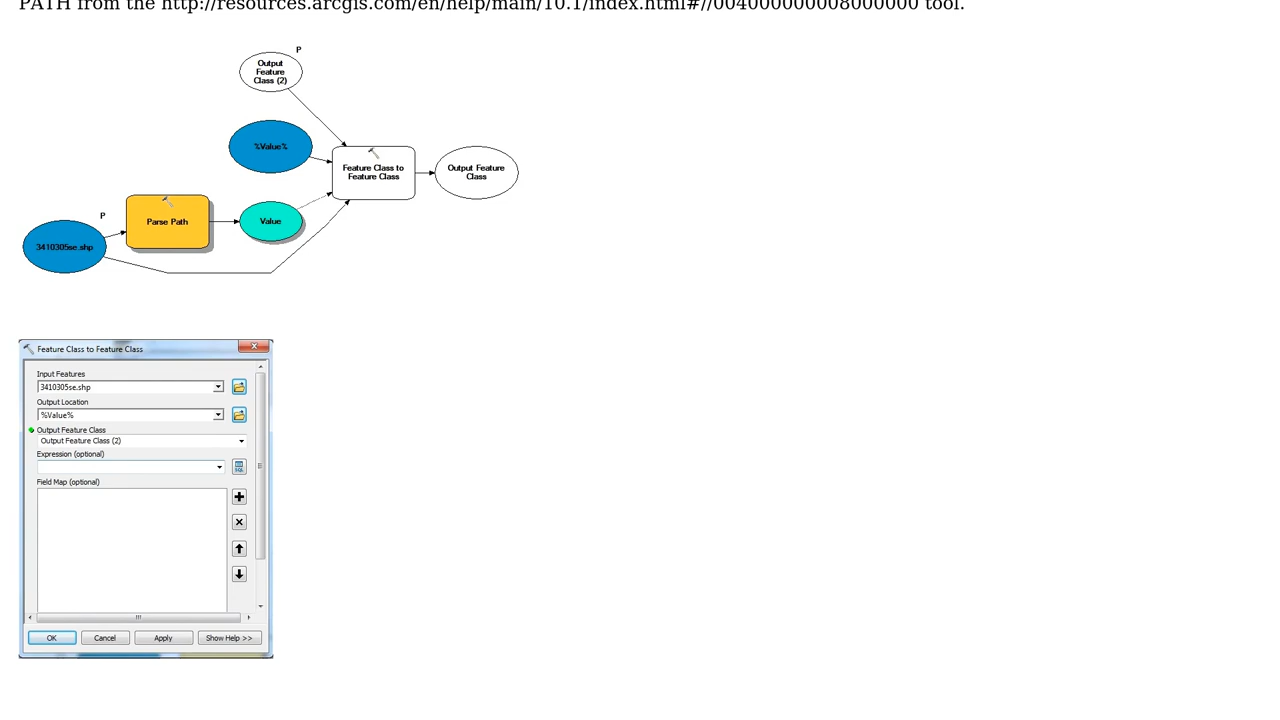 PATH from the http://resources.arcgis.com/en/help/main/10.1/index.html#//004000000008000000 tool.
P
Output
Feature
Class (2)
%Value%
Feature Class to
Feature Class
Output Feature
Class
P
Parse Path
Value
3410305se.shp
Feature Class to Feature Class
Input Features
3410305se.shp
Output Location
%Value%
Output Feature Class
Output Feature Class (2)
Expression (optional)
SQL
Field Map (optional)
OK Cancel Apply Show Help >>